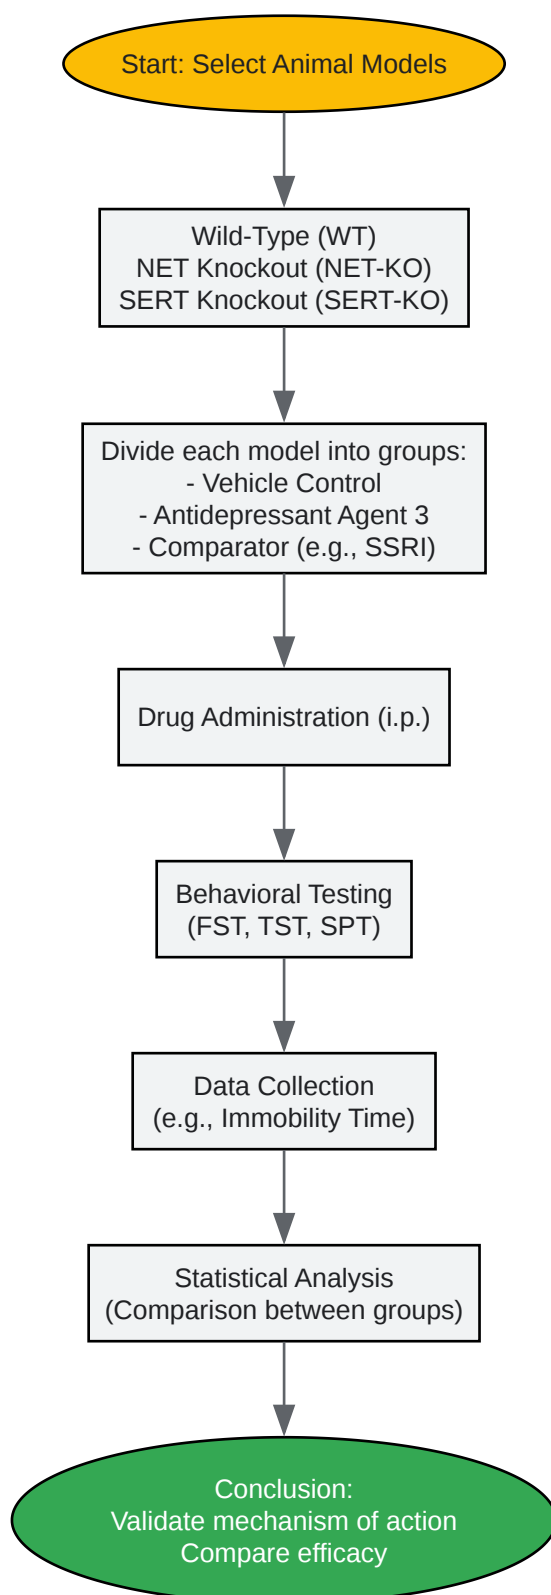 Start: Select Animal Models
Wild-Type (WT)
NET Knockout (NET-KO)
SERT Knockout (SERT-KO)
Divide each model into groups:
- Vehicle Control
- Antidepressant Agent 3
- Comparator (e.g., SSRI)
Drug Administration (i.p.)
Behavioral Testing
(FST, TST, SPT)
Data Collection
(e.g., Immobility Time)
Statistical Analysis
(Comparison between groups)
Conclusion:
Validate mechanism of action
Compare efficacy